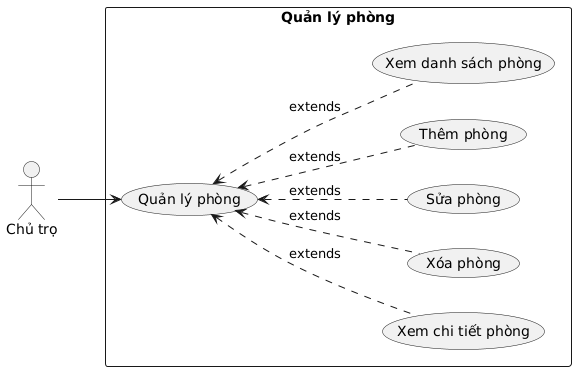 Quản lý phòng
Xem danh sách phòng
extends
Thêm phòng
extends
Chủ trọ
Quản lý phòng
extends
Sửa phòng
extends
Xóa phòng
extends
Xem chi tiết phòng